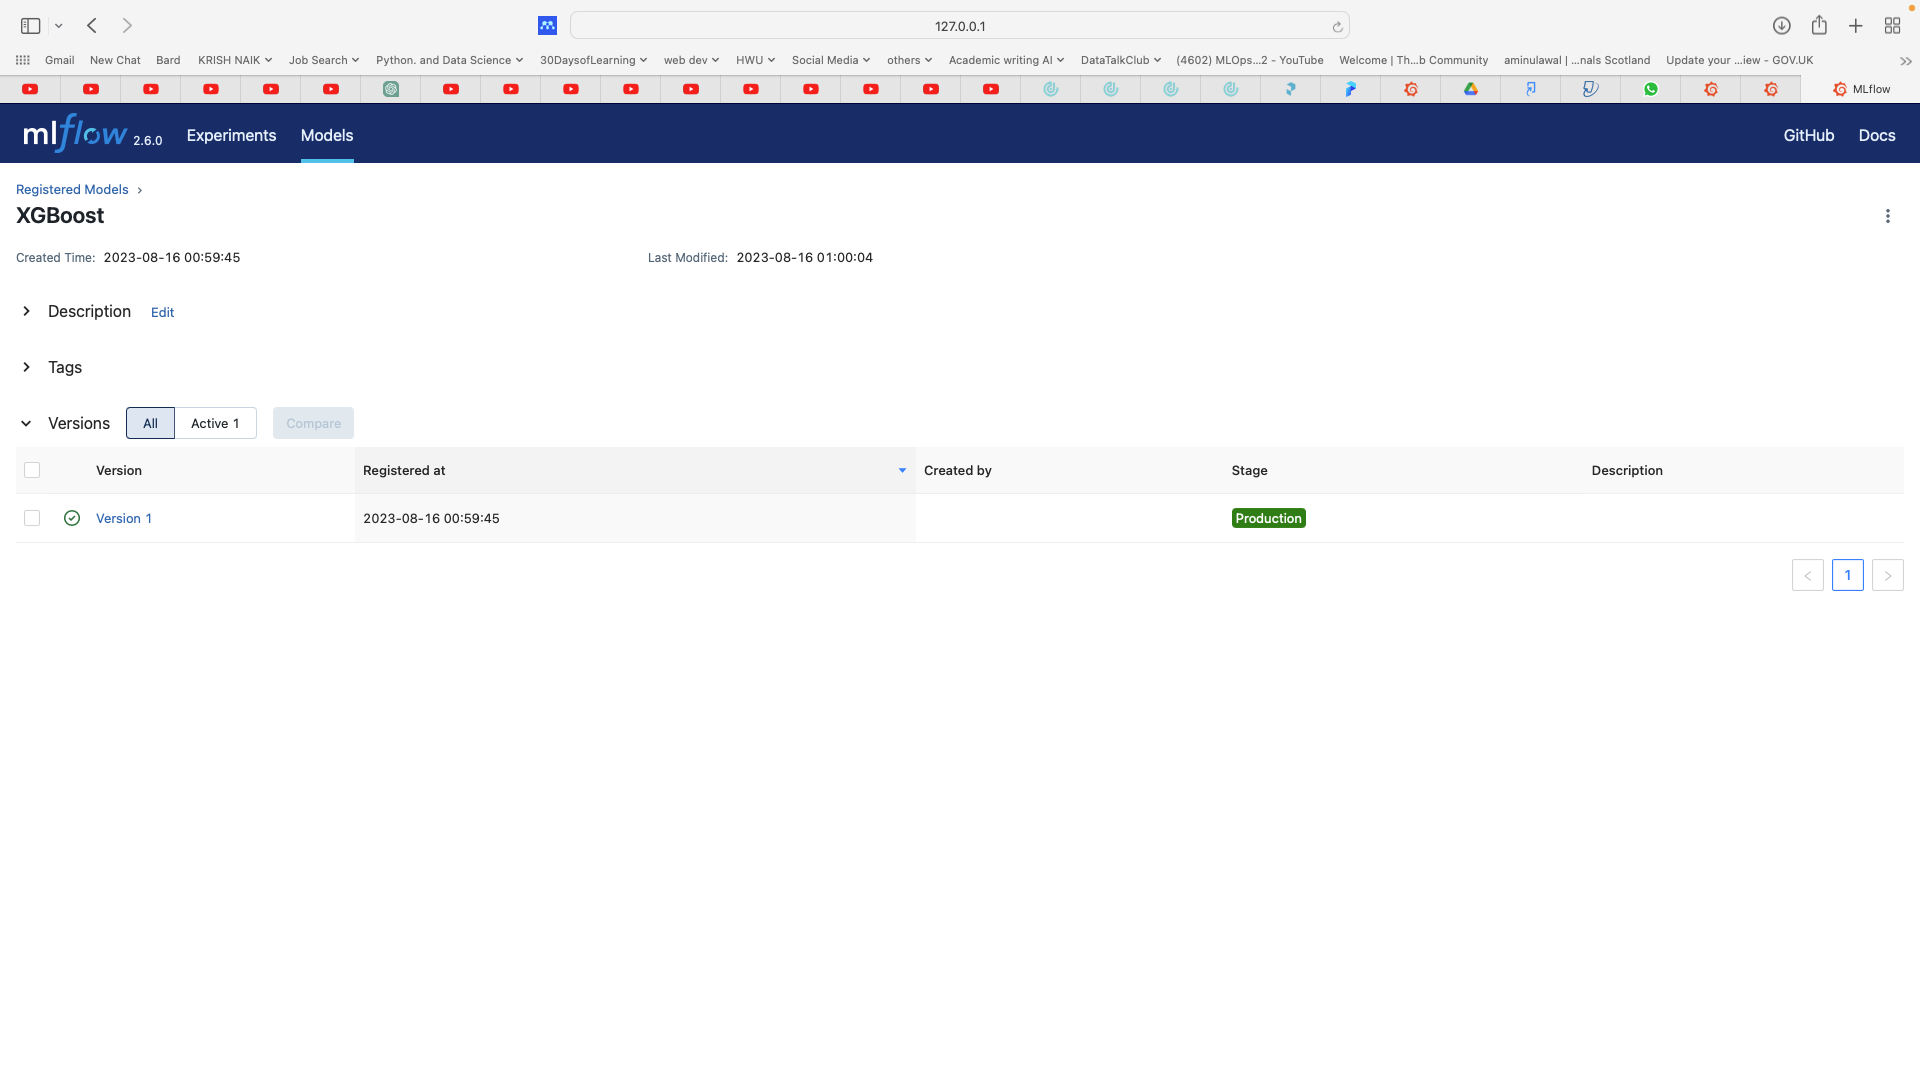 127.0.0.1
Gmail New Chat Bard KRISH NAIK Job Search Python. and Data Science 30DaysofLearning web dev HWU Social Media others Academic writing AI DataTalkClub (4602) MLOps...2 - YouTube Welcome | Th...b Community aminulawal | ...nals Scotland Update your ...iew - GOV.UK
MLflow
mlflow 2.6.0 Experiments Models GitHub Docs
Registered Models
XGBoost
Created Time: 2023-08-16 00:59:45 Last Modified: 2023-08-16 01:00:04
Description Edit
Tags
Versions All Active 1 Compare
Version Registered at Created by Stage Description
Version 1 2023-08-16 00:59:45 Production
< 1 >